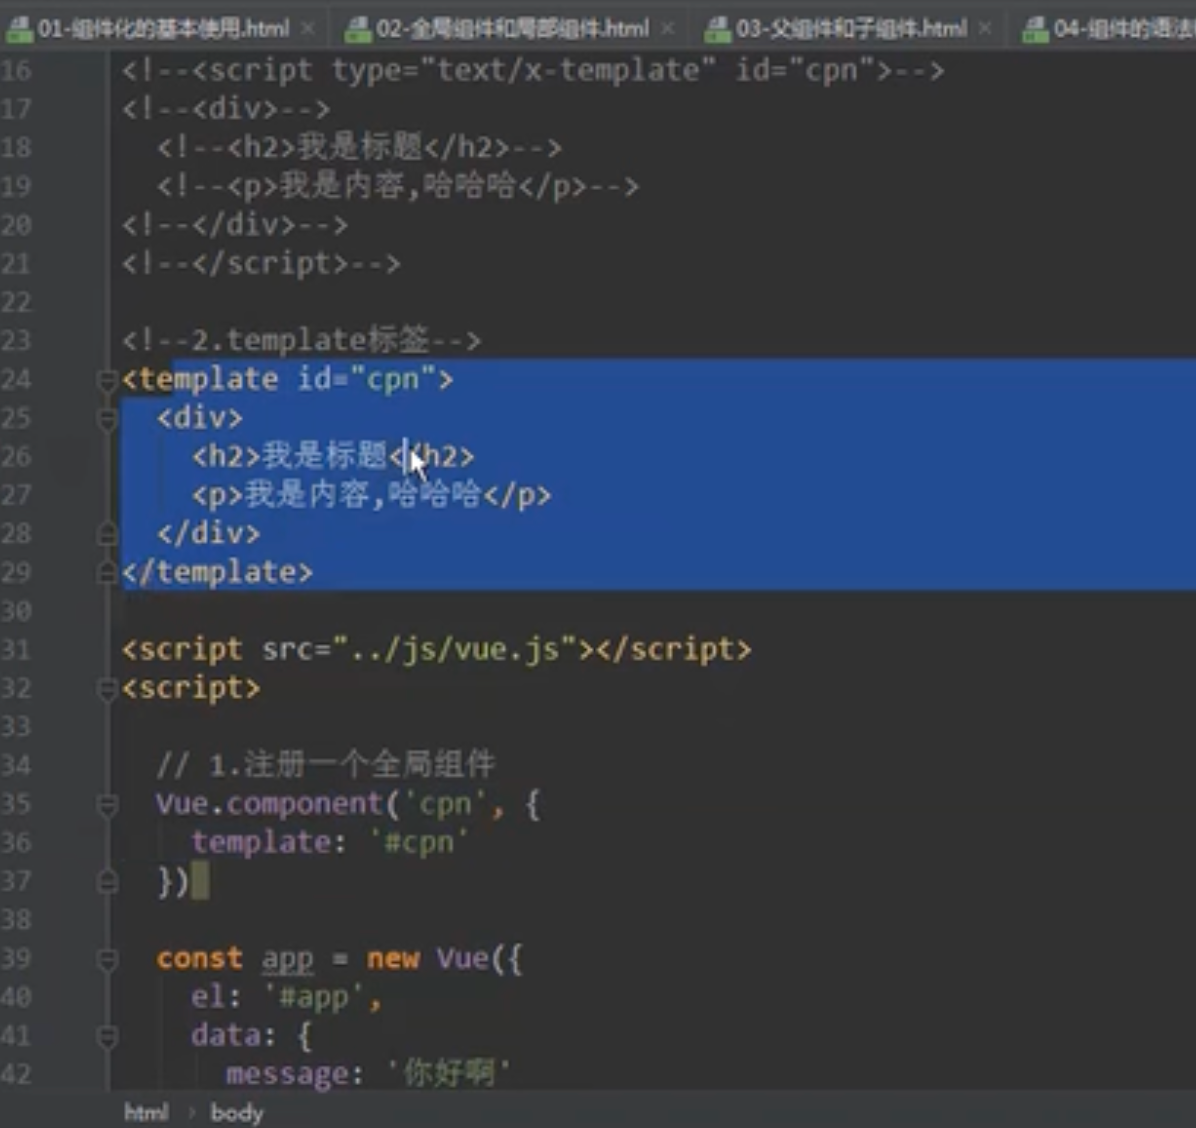 01-组件化的基本使用.html × 02-全局组件和局部组件.html × 03-父组件和子组件.html × 04-组件的语法
16 <!--<script type="text/x-template" id="cpn">-->
17 <!--<div>-->
18 <!--<h2>我是标题</h2>-->
19 <!--<p>我是内容,哈哈哈</p>-->
20 <!--</div>-->
21 <!--</script>-->
22
23 <!--2.template标签-->
24 <template id="cpn">
25 <div>
26 <h2>我是标题</h2>
27 <p>我是内容,哈哈哈</p>
28 </div>
29 </template>
30
31 <script src="../js/vue.js"></script>
32 <script>
33
34 // 1.注册一个全局组件
35 Vue.component('cpn', {
36 template: '#cpn'
37 })
38
39 const app = new Vue({
40 el: '#app',
41 data: {
42 message: '你好啊'
html › body